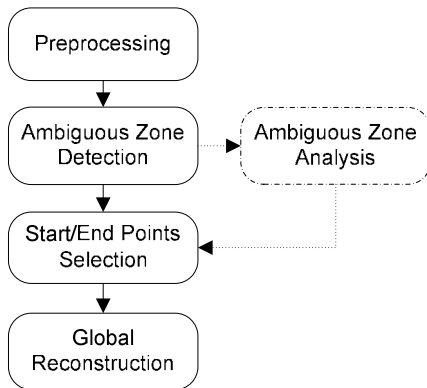 Preprocessing
Ambiguous Zone
Detection
Ambiguous Zone
Analysis
Start/End Points
Selection
Global
Reconstruction